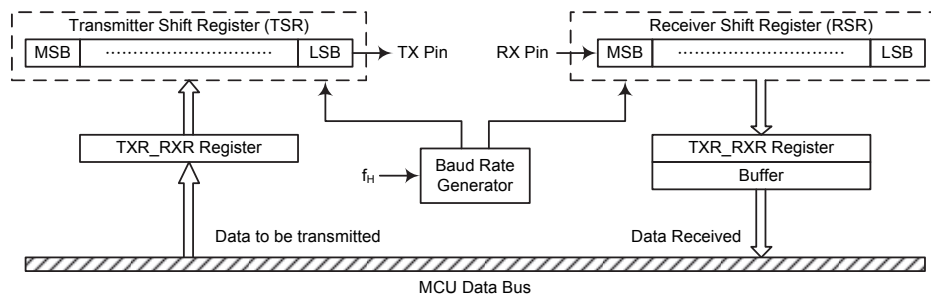 Transmitter Shift Register (TSR)
Receiver Shift Register (RSR)
MSB
LSB
TX Pin
RX Pin
MSB
LSB
TXR_RXR Register
Baud Rate
Generator
fH
TXR_RXR Register
Buffer
Data to be transmitted
Data Received
MCU Data Bus